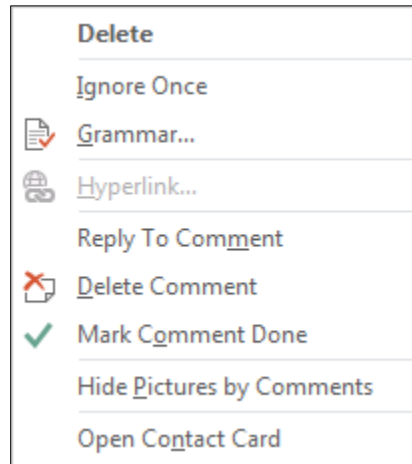 Delete
Ignore Once
Grammar...
Hyperlink...
Reply To Comment
Delete Comment
Mark Comment Done
Hide Pictures by Comments
Open Contact Card